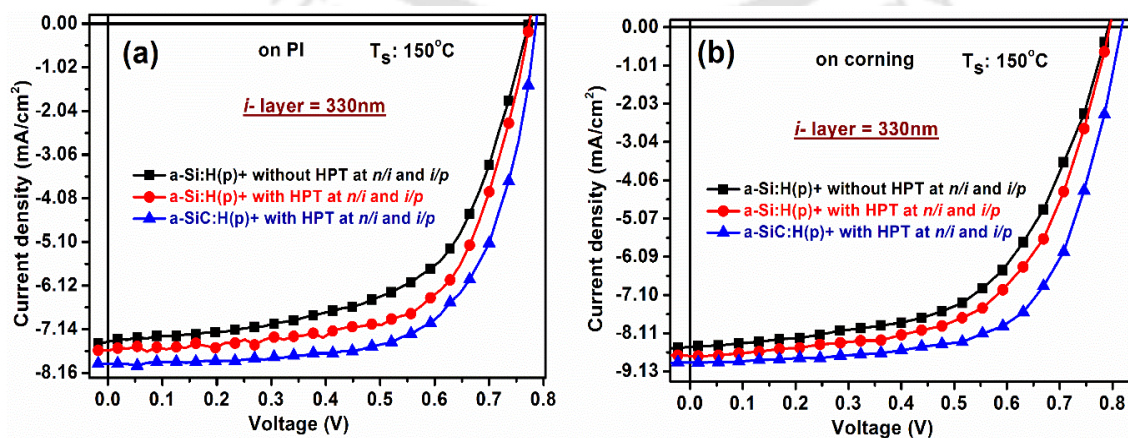 (a)
on PI
Ts: 150°C
i- layer = 330nm
a-Si:H(p)+ without HPT at n/i and i/p
a-Si:H(p)+ with HPT at n/i and i/p
a-SiC:H(p)+ with HPT at n/i and i/p
Current density (mA/cm²)
0.00
-1.02
-2.04
-3.06
-4.08
-5.10
-6.12
-7.14
-8.16
0.0 0.1 0.2 0.3 0.4 0.5 0.6 0.7 0.8
Voltage (V)
(b)
on corning
Ts: 150°C
i- layer = 330nm
a-Si:H(p)+ without HPT at n/i and i/p
a-Si:H(p)+ with HPT at n/i and i/p
a-SiC:H(p)+ with HPT at n/i and i/p
Current density (mA/cm²)
0.00
-1.01
-2.03
-3.04
-4.06
-5.07
-6.09
-7.10
-8.11
-9.13
0.0 0.1 0.2 0.3 0.4 0.5 0.6 0.7 0.8
Voltage (V)